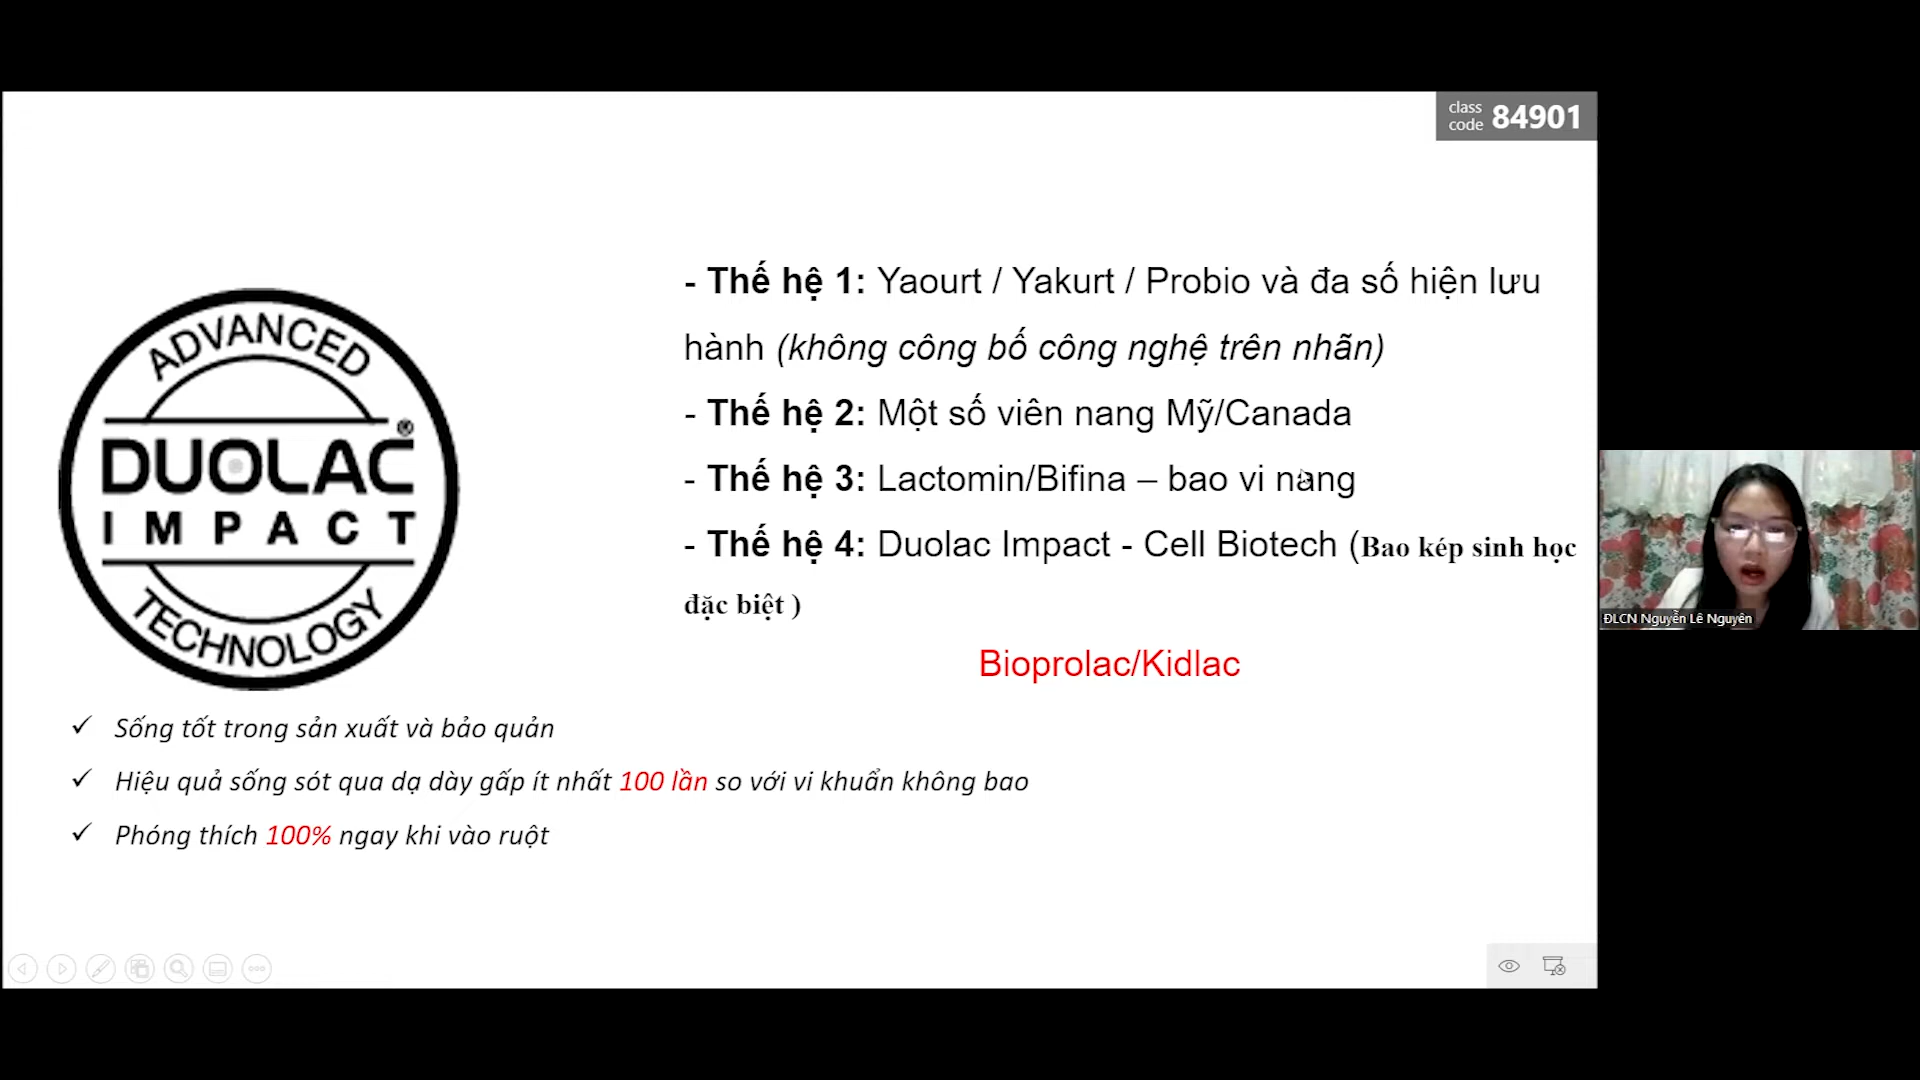 class
code 84901
- Thế hệ 1: Yaourt / Yakurt / Probio và đa số hiện lưu
hành (không công bố công nghệ trên nhãn)
- Thế hệ 2: Một số viên nang Mỹ/Canada
- Thế hệ 3: Lactomin/Bifina – bao vi nang
- Thế hệ 4: Duolac Impact - Cell Biotech (Bao kép sinh học
đặc biệt )
Bioprolac/Kidlac
ADVANCED
DUOLAC®
IMPACT
TECHNOLOGY
✓ Sống tốt trong sản xuất và bảo quản
✓ Hiệu quả sống sót qua dạ dày gấp ít nhất 100 lần so với vi khuẩn không bao
✓ Phóng thích 100% ngay khi vào ruột
ĐLCN Nguyễn Lê Nguyên